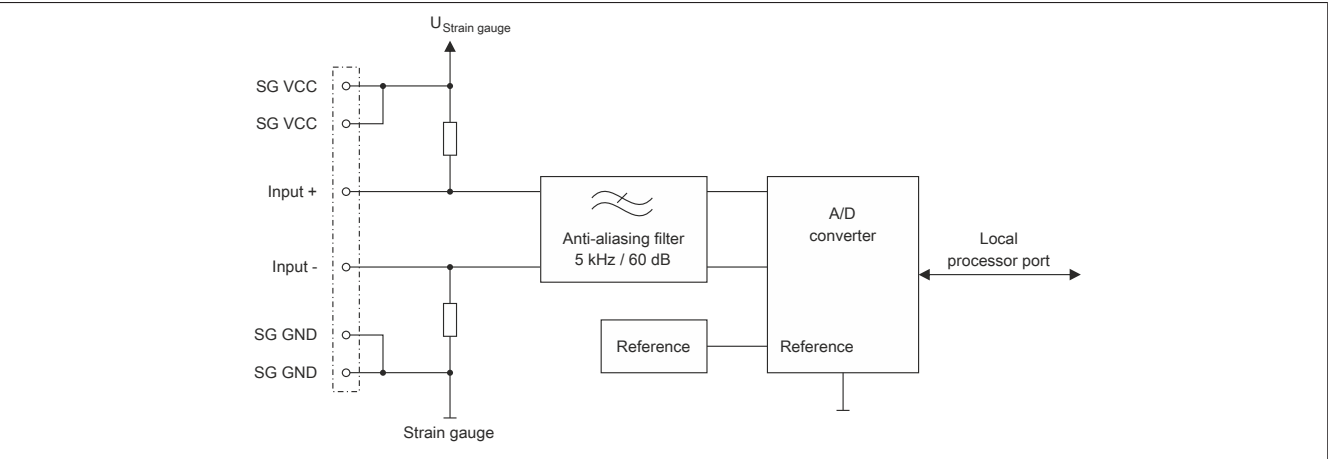 UStrain gauge
SG VCC
SG VCC
Input +
Input -
SG GND
SG GND
Strain gauge
Anti-aliasing filter
5 kHz / 60 dB
Reference
A/D
converter
Reference
Local
processor port